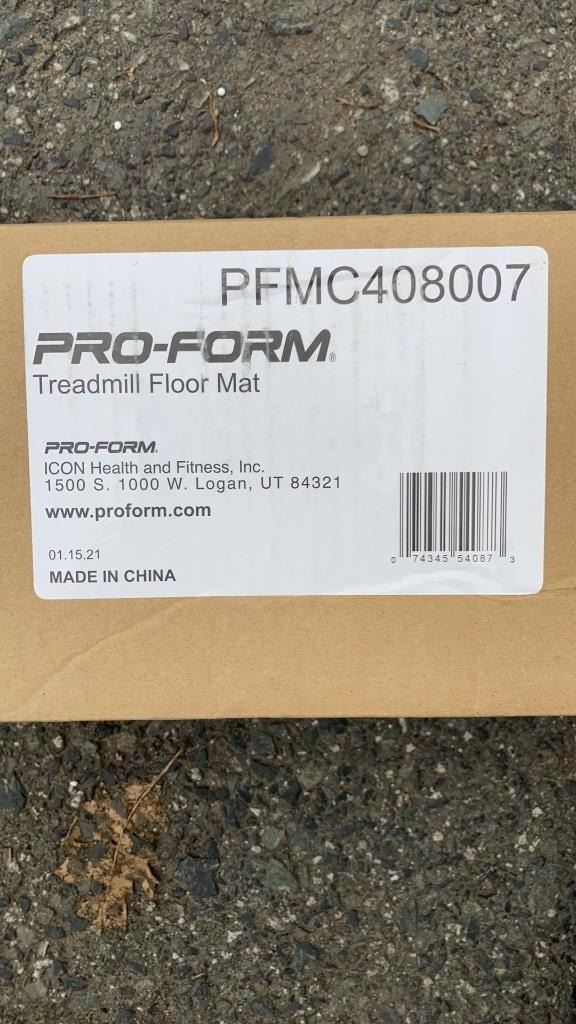 PFMC408007
PRO-FORM®
Treadmill Floor Mat
PRO-FORM®
ICON Health and Fitness, Inc.
1500 S. 1000 W. Logan, UT 84321
www.proform.com
01.15.21
MADE IN CHINA
0 74345 54087 3